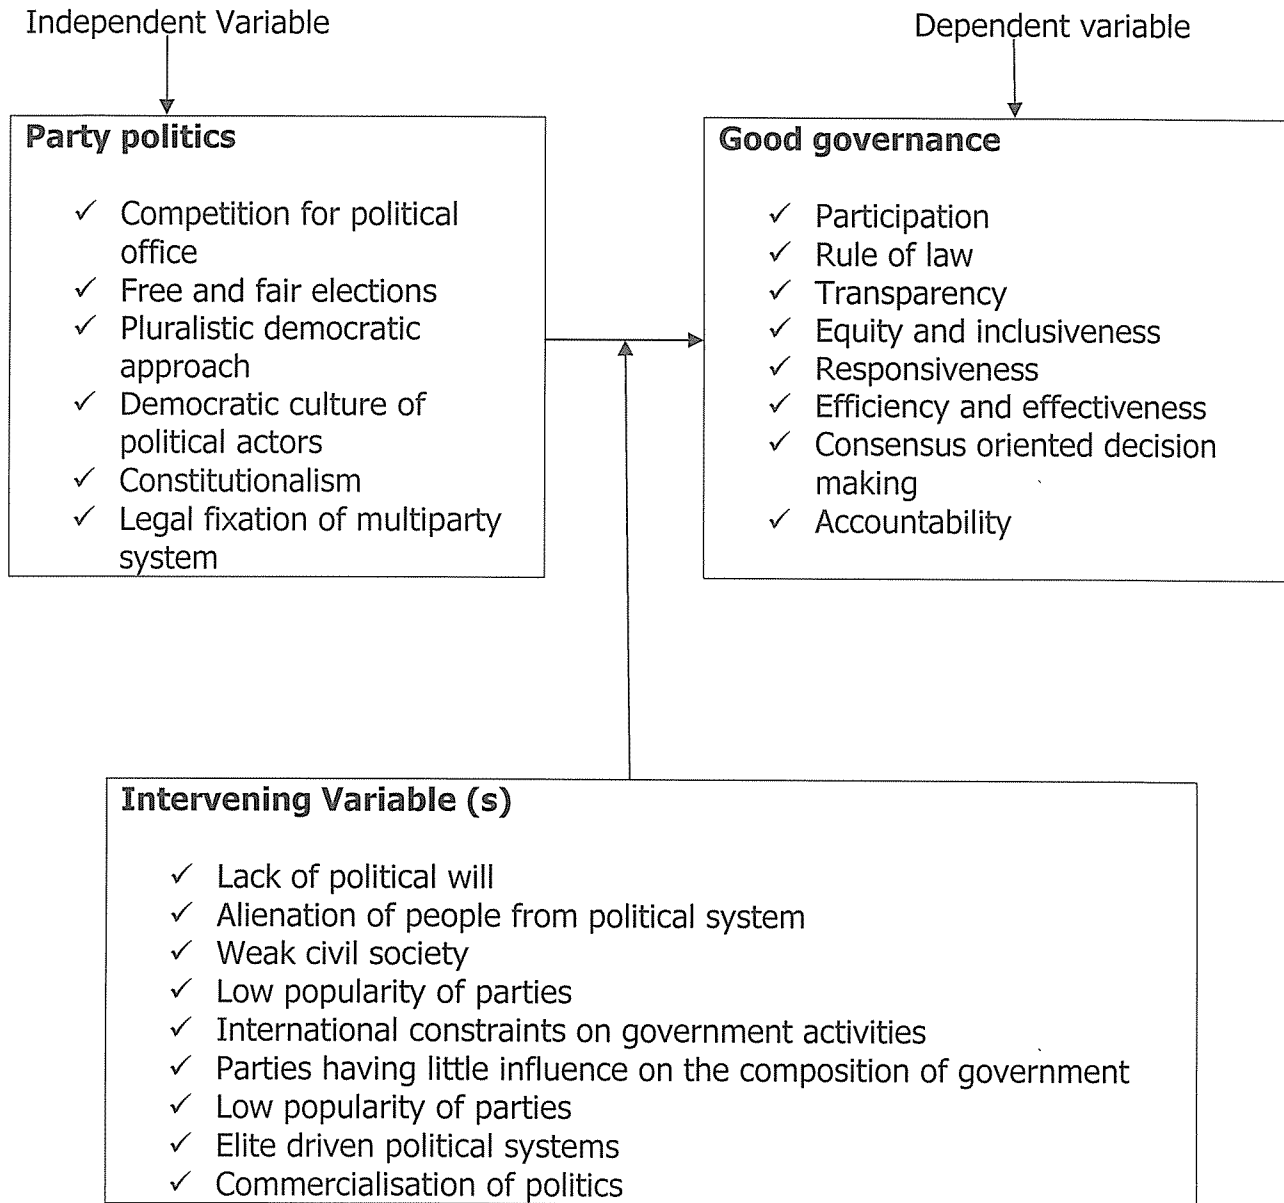 Independent Variable
Dependent variable
Party politics
✓ Competition for political
office
✓ Free and fair elections
✓ Pluralistic democratic
approach
✓ Democratic culture of
political actors
✓ Constitutionalism
✓ Legal fixation of multiparty
system
Good governance
✓ Participation
✓ Rule of law
✓ Transparency
✓ Equity and inclusiveness
✓ Responsiveness
✓ Efficiency and effectiveness
✓ Consensus oriented decision
making
✓ Accountability
Intervening Variable (s)
✓ Lack of political will
✓ Alienation of people from political system
✓ Weak civil society
✓ Low popularity of parties
✓ International constraints on government activities
✓ Parties having little influence on the composition of government
✓ Low popularity of parties
✓ Elite driven political systems
✓ Commercialisation of politics